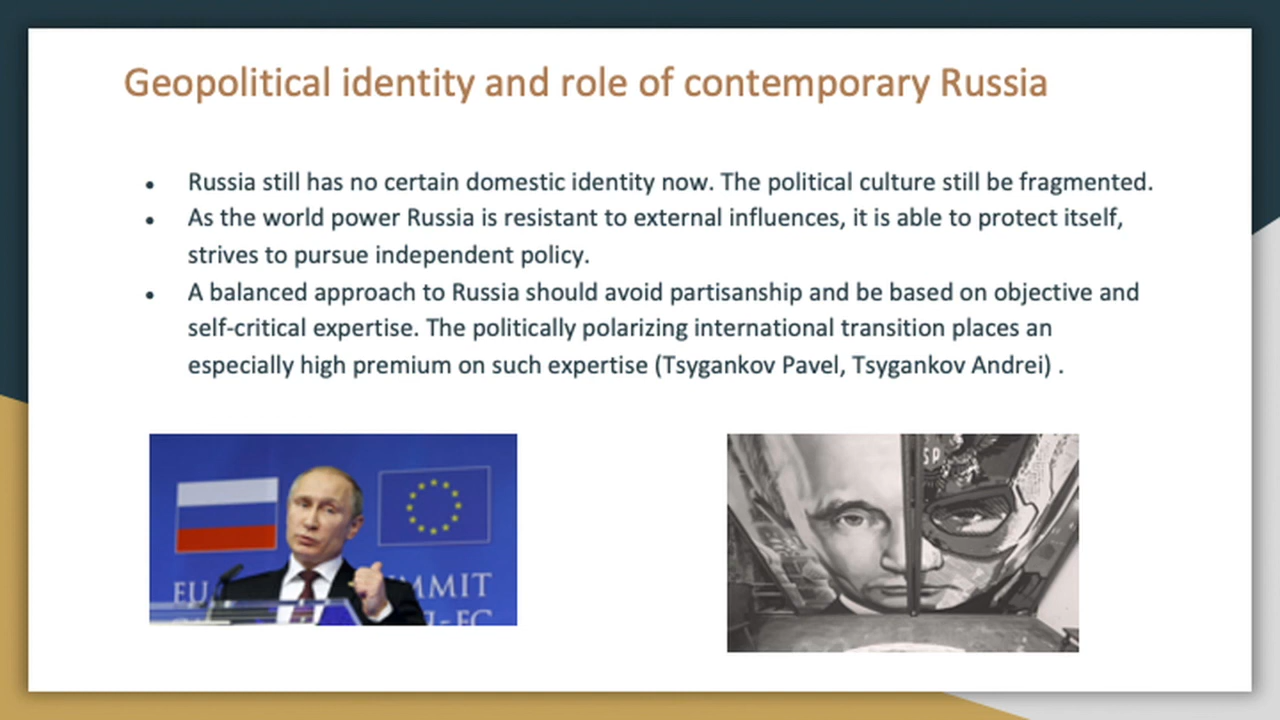 Geopolitical identity and role of contemporary Russia
• Russia still has no certain domestic identity now. The political culture still be fragmented.
• As the world power Russia is resistant to external influences, it is able to protect itself,
strives to pursue independent policy.
• A balanced approach to Russia should avoid partisanship and be based on objective and
self-critical expertise. The politically polarizing international transition places an
especially high premium on such expertise (Tsygankov Pavel, Tsygankov Andrei) .
EU
MMIT
SP